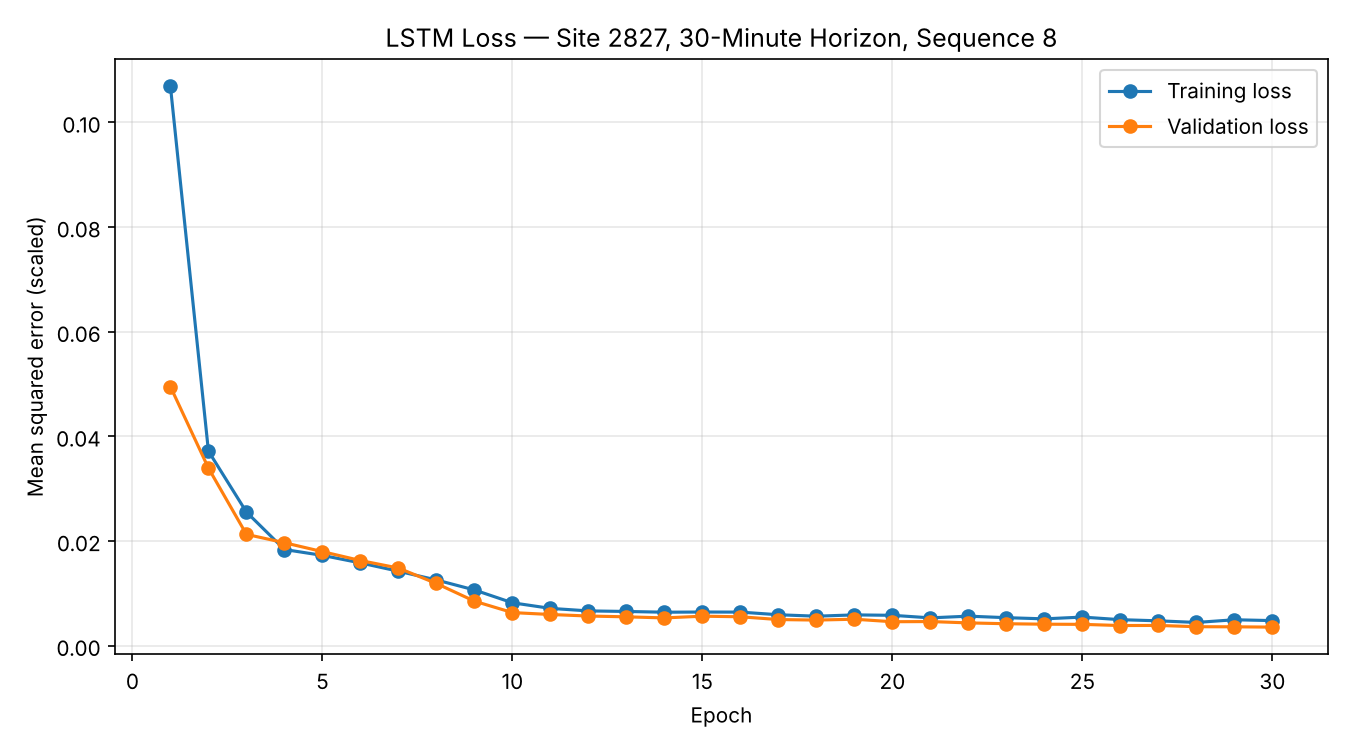 LSTM Loss — Site 2827, 30-Minute Horizon, Sequence 8
Training loss
Validation loss
Mean squared error (scaled)
0.10
0.08
0.06
0.04
0.02
0.00
0 5 10 15 20 25 30
Epoch